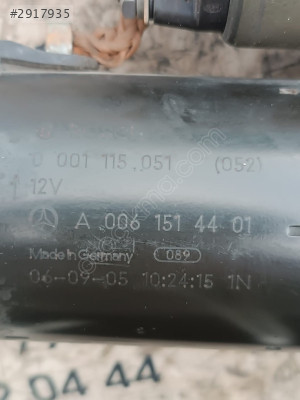 #2917935
0 001 115 051 (052)
12V
A 006 151 44 01
Made in Germany 089
06-09-05 10:24:15 1N
2 04 44